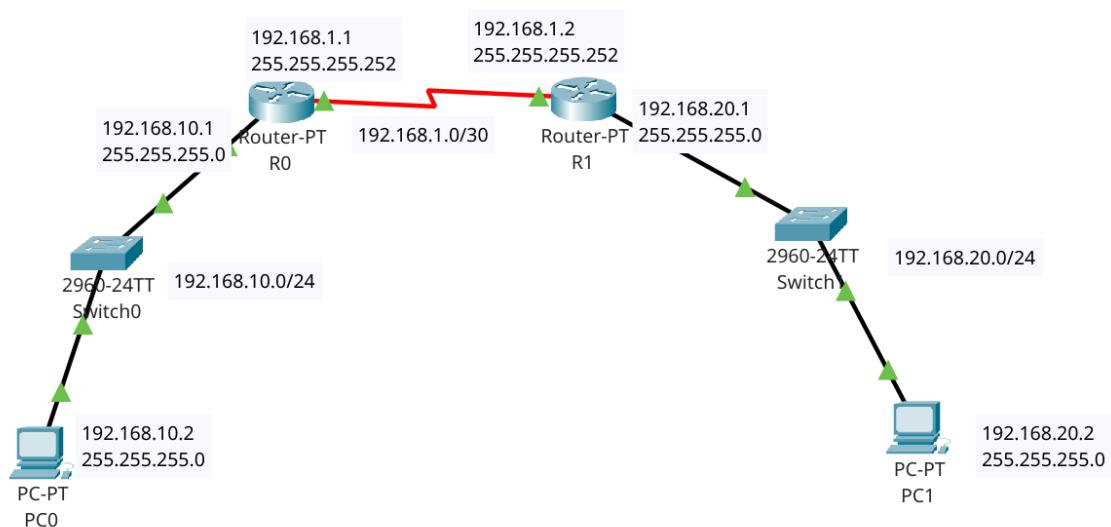 192.168.1.1
255.255.255.252
192.168.1.2
255.255.255.252
192.168.10.1
255.255.255.0
Router-PT
R0
192.168.1.0/30
Router-PT
R1
192.168.20.1
255.255.255.0
2960-24TT
Switch0
192.168.10.0/24
2960-24TT
Switch1
192.168.20.0/24
192.168.10.2
255.255.255.0
PC-PT
PC0
192.168.20.2
255.255.255.0
PC-PT
PC1